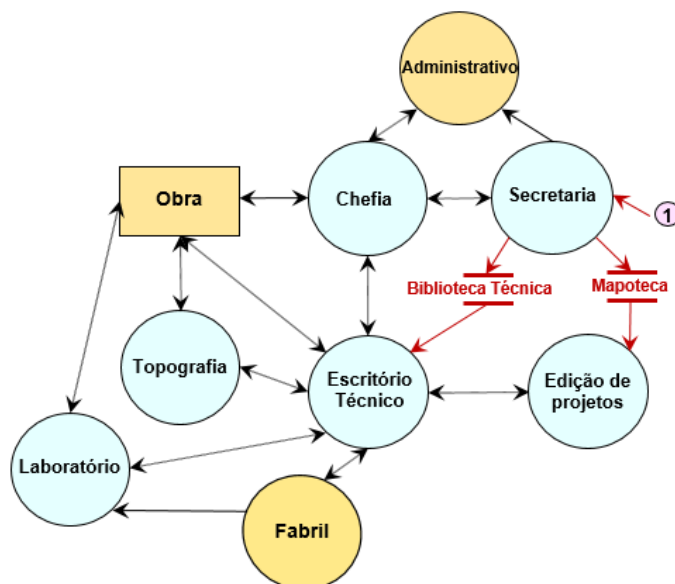 Administrativo
Obra
Chefia
Secretaria
1
Biblioteca Técnica
Mapoteca
Topografia
Escritório
Técnico
Edição de
projetos
Laboratório
Fabril